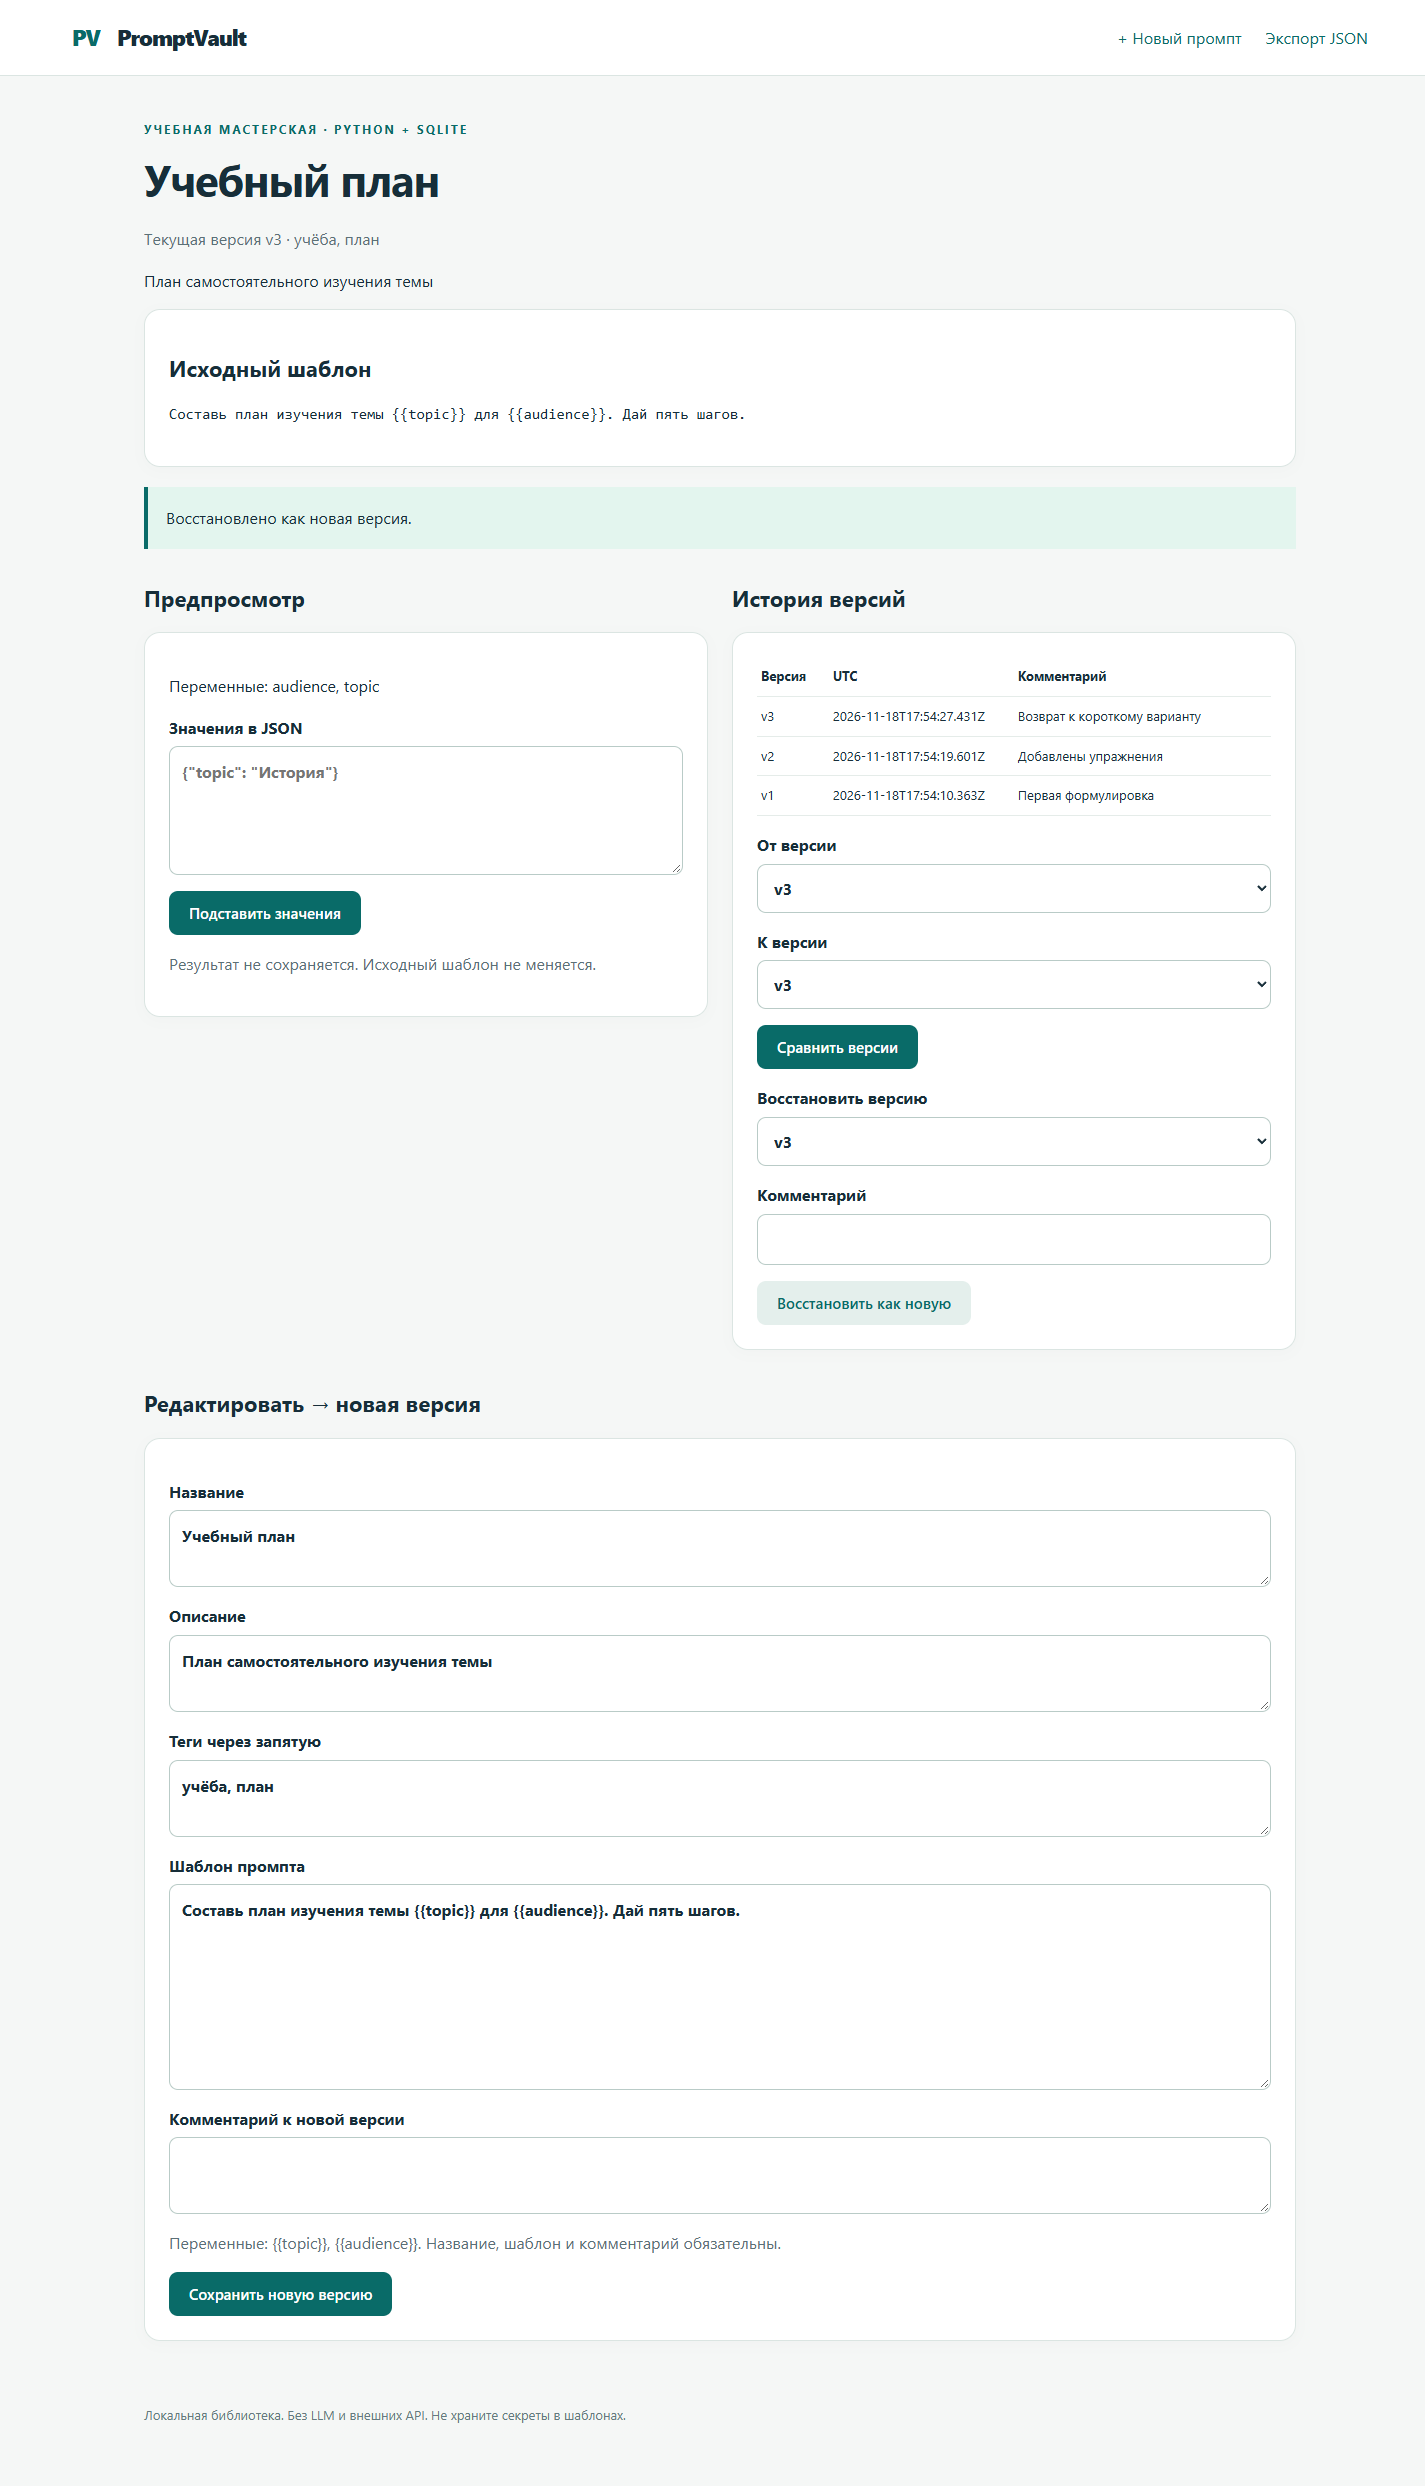 PV PromptVault
+ Новый промпт Экспорт JSON
УЧЕБНАЯ МАСТЕРСКАЯ · PYTHON + SQLITE
Учебный план
Текущая версия v3 · учёба, план
План самостоятельного изучения темы
Исходный шаблон
Составь план изучения темы {{topic}} для {{audience}}. Дай пять шагов.
Восстановлено как новая версия.
Предпросмотр
Переменные: audience, topic
Значения в JSON
{"topic": "История"}
Подставить значения
Результат не сохраняется. Исходный шаблон не меняется.
История версий
Версия UTC Комментарий
v3 2026-11-18T17:54:27.431Z Возврат к короткому варианту
v2 2026-11-18T17:54:19.601Z Добавлены упражнения
v1 2026-11-18T17:54:10.363Z Первая формулировка
От версии
v3
К версии
v3
Сравнить версии
Восстановить версию
v3
Комментарий
Восстановить как новую
Редактировать → новая версия
Название
Учебный план
Описание
План самостоятельного изучения темы
Теги через запятую
учёба, план
Шаблон промпта
Составь план изучения темы {{topic}} для {{audience}}. Дай пять шагов.
Комментарий к новой версии
Переменные: {{topic}}, {{audience}}. Название, шаблон и комментарий обязательны.
Сохранить новую версию
Локальная библиотека. Без LLM и внешних API. Не храните секреты в шаблонах.